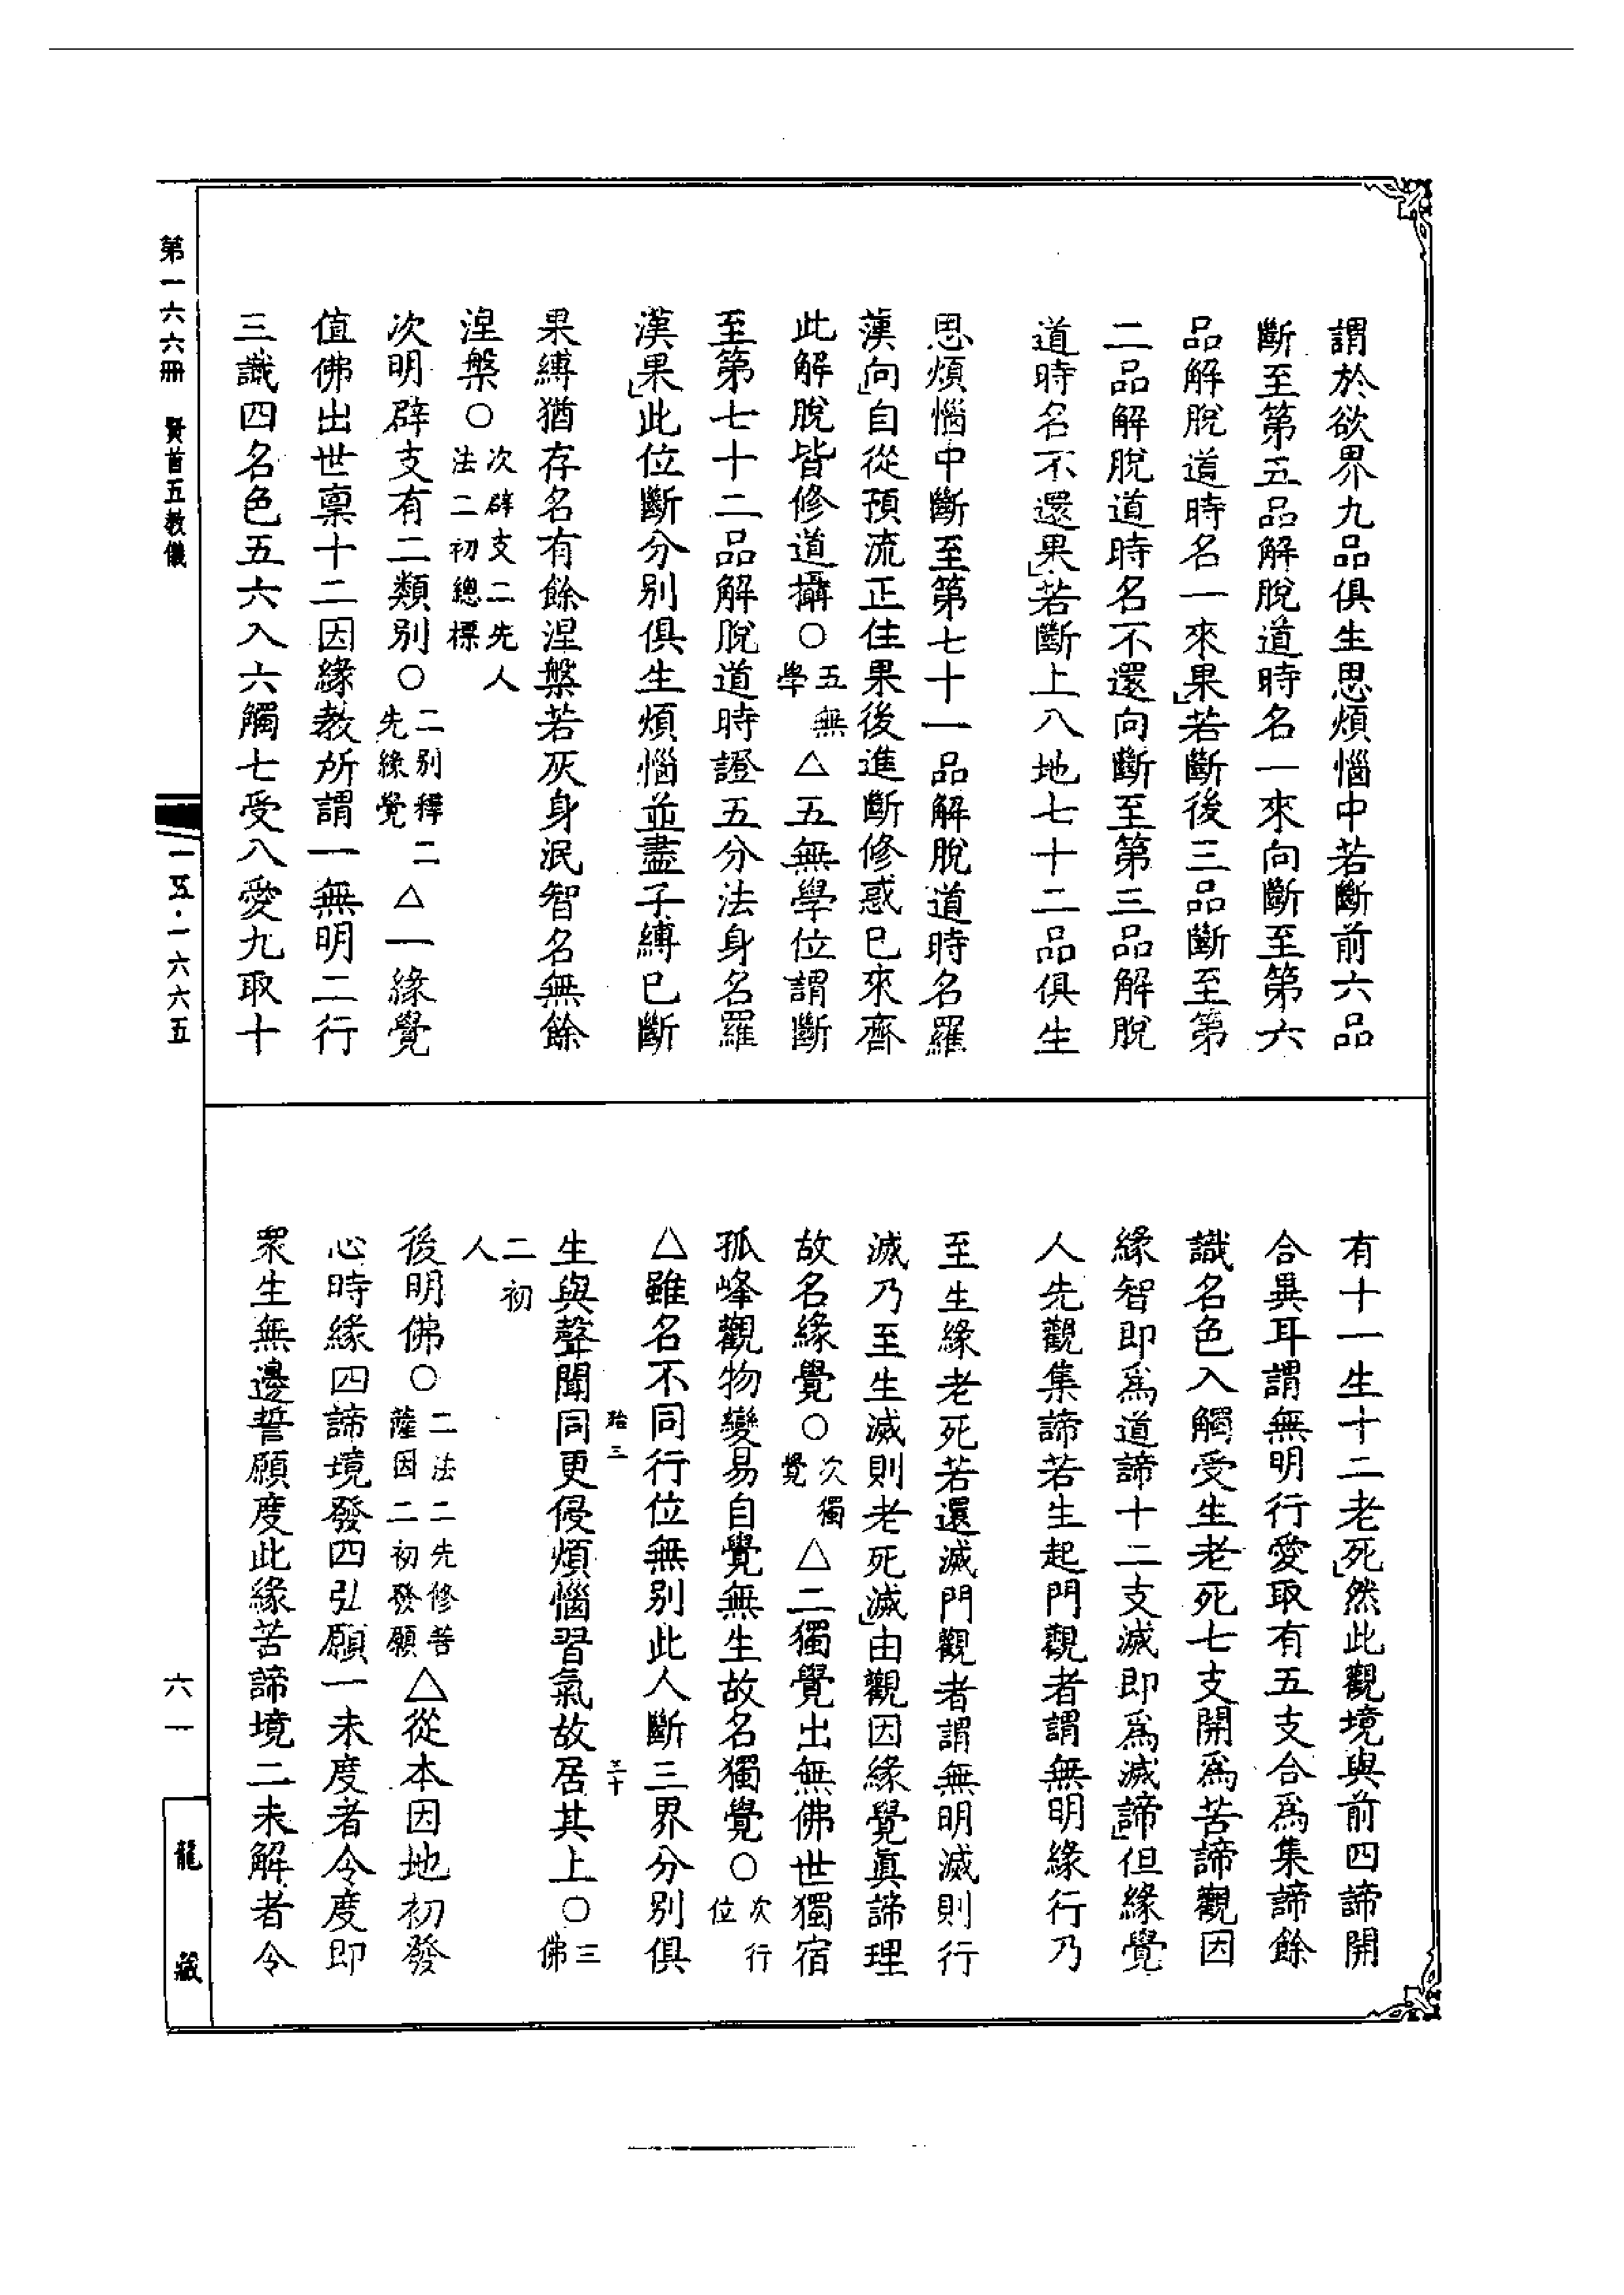 謂於欲界九品俱生思煩惱中若斷前六品
斷至第五品解脫道時名一來向斷至第六
品解脫道時名一來果」若斷後三品斷至第
二品解脫道時名不還向斷至第三品解脫
道時名不還果」若斷上八地七十二品俱生
思煩惱中斷至第七十一品解脫道時名羅
漢向」自從預流正住果後進斷修惑已來齊
此解脫皆修道攝○五無學△五無學位謂斷
至第七十二品解脫道時證五分法身名羅
漢果」此位斷分別俱生煩惱並盡子縛已斷
果縛猶存名有餘涅槃若灰身泯智名無餘
涅槃○次辟支二先人法二初總標
次明辟支有二類別○二別釋二先緣覺△一緣覺
值佛出世稟十二因緣教所謂一無明二行
三識四名色五六入六觸七受八愛九取十
有十一生十二老死」然此觀境與前四諦開
合異耳謂無明行愛取有五支合為集諦餘
識名色入觸受生老死七支開為苦諦觀因
緣智即為道諦十二支滅即為滅諦」但緣覺
人先觀集諦若生起門觀者謂無明緣行乃
至生緣老死若還滅門觀者謂無明滅則行
滅乃至生滅則老死滅」由觀因緣覺真諦理
故名緣覺○次獨覺△二獨覺出無佛世獨宿
孤峰觀物變易自覺無生故名獨覺○次行位
△雖名不同行位無別此人斷三界分別俱
生與聲聞同更侵煩惱習氣故居其上○三佛
二初人
後明佛○二法二先修菩薩因二初發願△從本因地初發
心時緣四諦境發四弘願一未度者令度即
眾生無邊誓願度此緣苦諦境二未解者令
第一六六冊 賢首五教儀
一五·一六六五
六一
龍藏